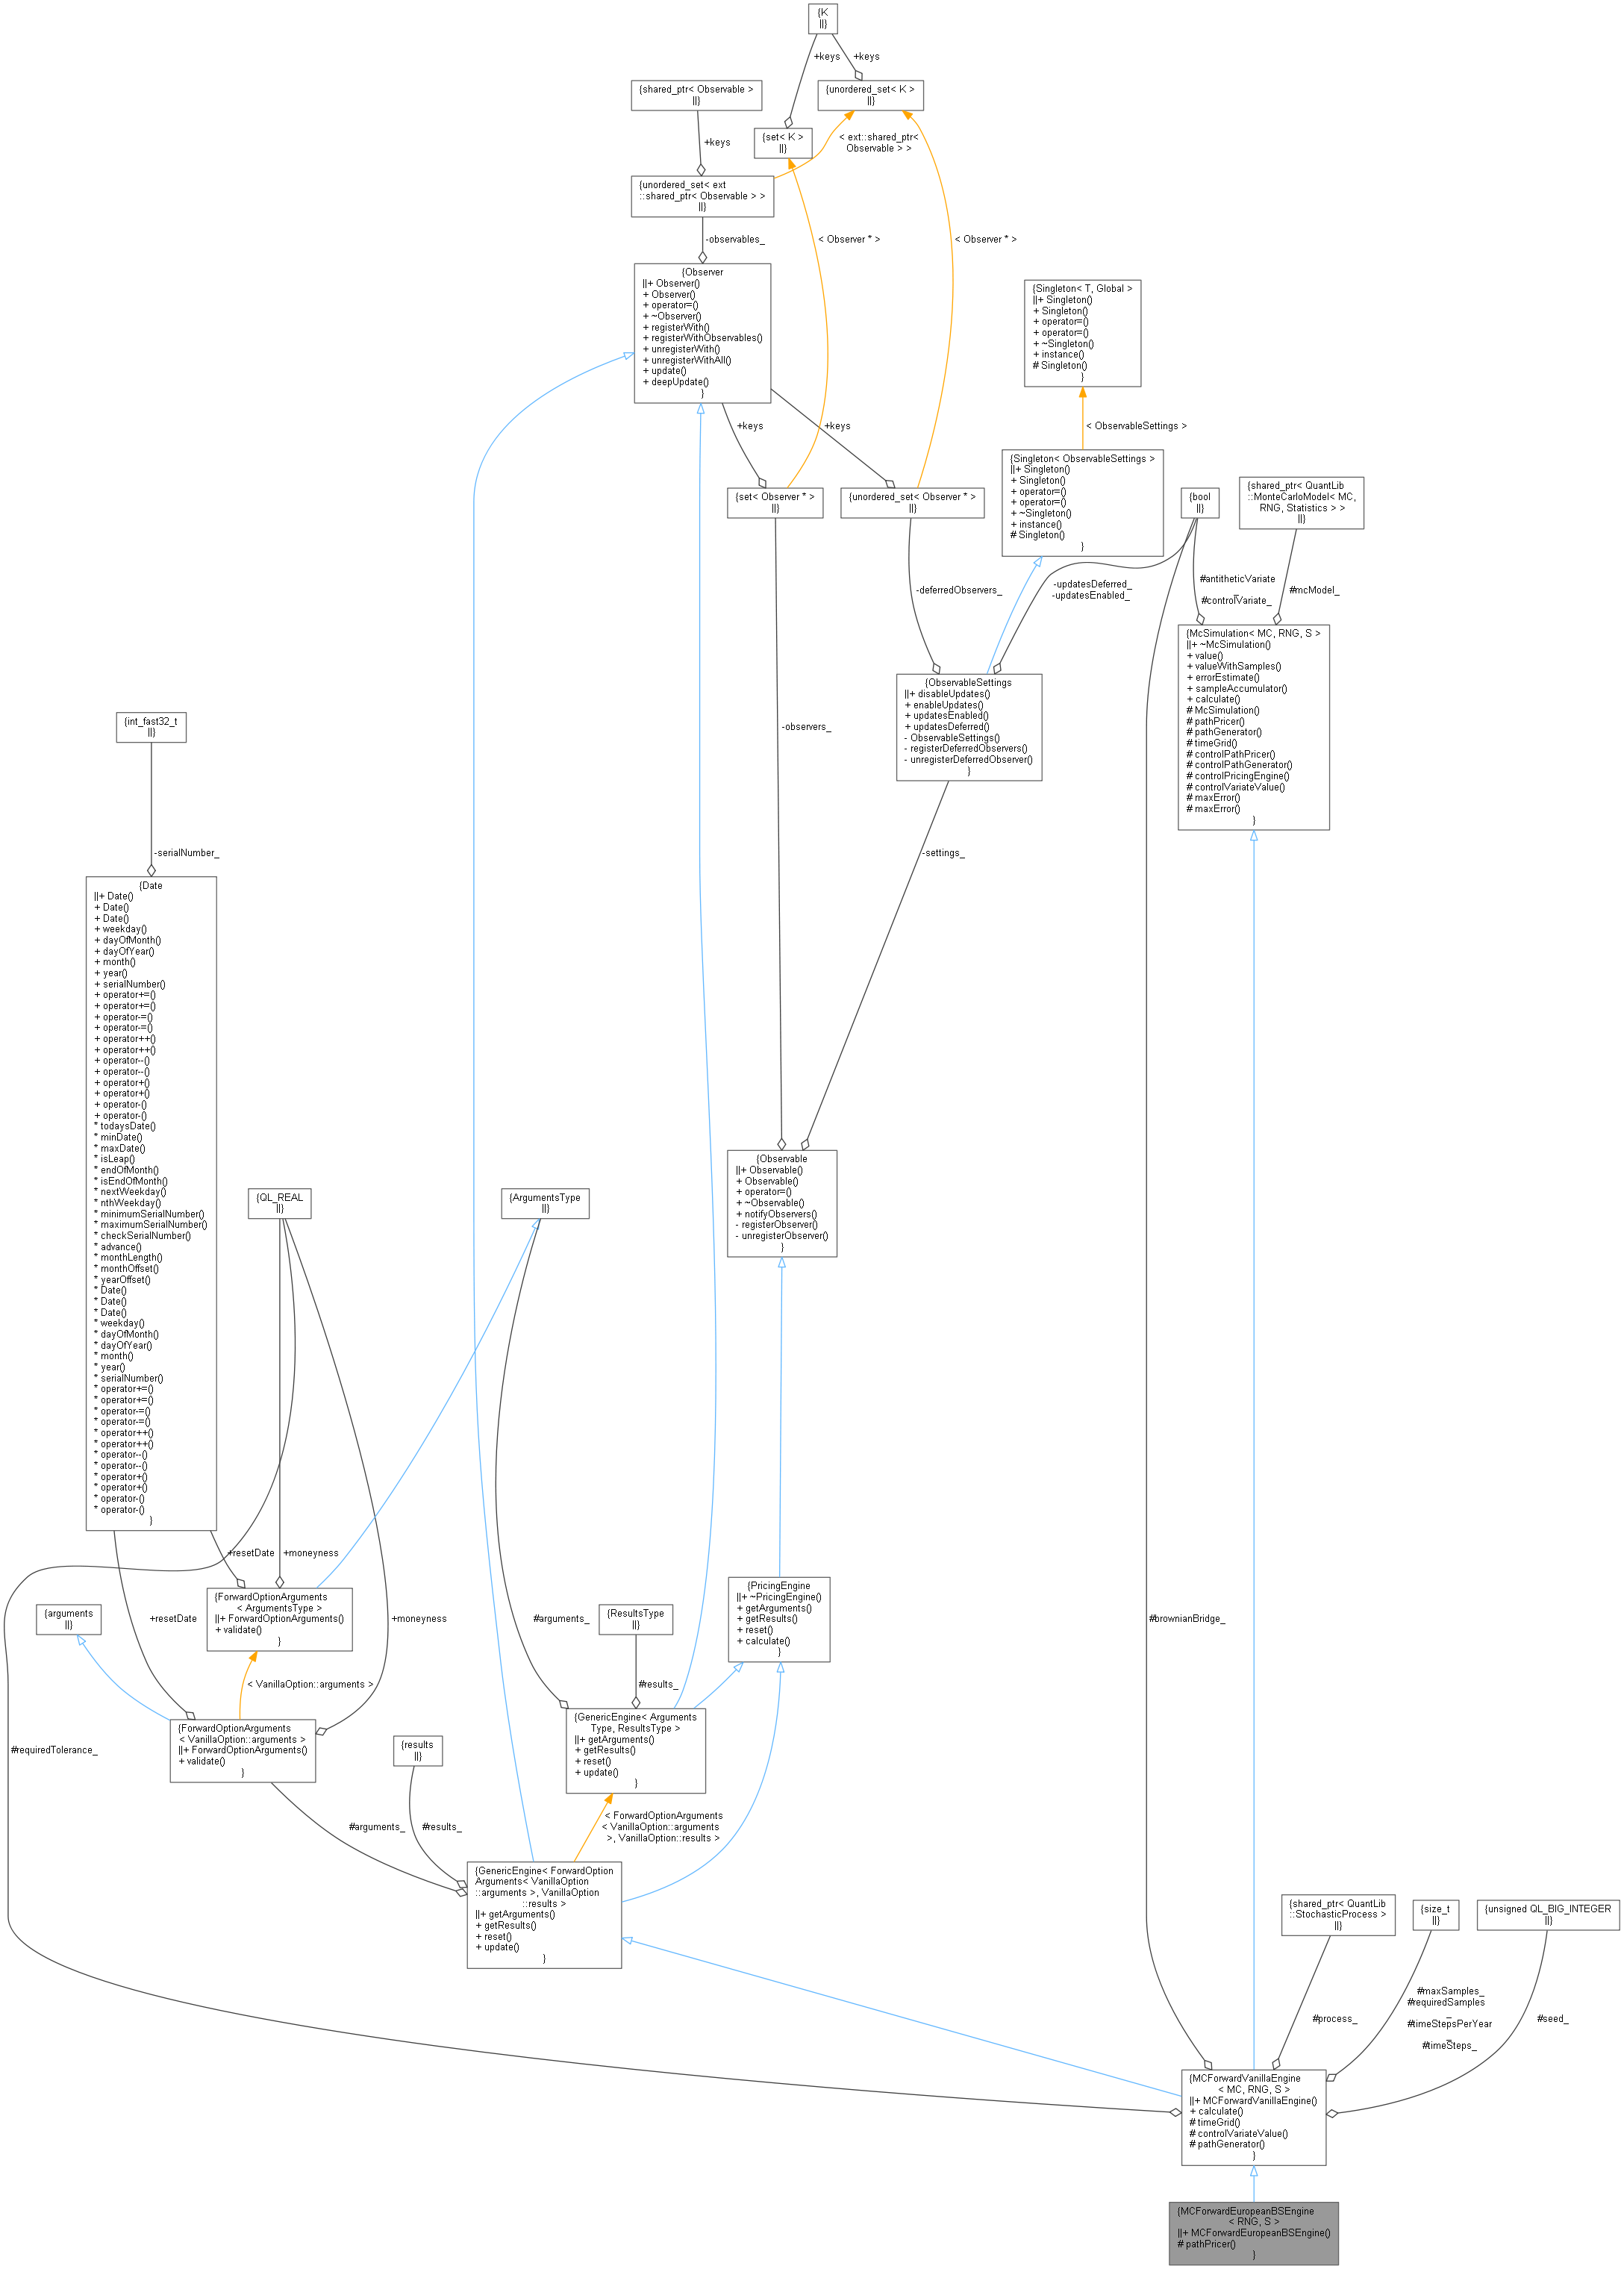 {K
||}
+keys
+keys
{shared_ptr< Observable >
||}
{unordered_set< K >
||}
{set< K >
||}
+keys
< ext::shared_ptr<
Observable > >
{unordered_set< ext
::shared_ptr< Observable > >
||}
-observables_
< Observer * >
< Observer * >
{Observer
||+ Observer()
+ Observer()
+ operator=()
+ ~Observer()
+ registerWith()
+ registerWithObservables()
+ unregisterWith()
+ unregisterWithAll()
+ update()
+ deepUpdate()
}
{Singleton< T, Global >
||+ Singleton()
+ Singleton()
+ operator=()
+ operator=()
+ ~Singleton()
+ instance()
# Singleton()
}
+keys
+keys
< ObservableSettings >
{set< Observer * >
||}
{unordered_set< Observer * >
||}
{Singleton< ObservableSettings >
||+ Singleton()
+ Singleton()
+ operator=()
+ operator=()
+ ~Singleton()
+ instance()
# Singleton()
}
{bool
||}
{shared_ptr< QuantLib
::MonteCarloModel< MC,
RNG, Statistics > >
||}
-deferredObservers_
-updatesDeferred_
-updatesEnabled_
#antitheticVariate
_
#controlVariate_
#mcModel_
{McSimulation< MC, RNG, S >
||+ ~McSimulation()
+ value()
+ valueWithSamples()
+ errorEstimate()
+ sampleAccumulator()
+ calculate()
# McSimulation()
# pathPricer()
# pathGenerator()
# timeGrid()
# controlPathPricer()
# controlPathGenerator()
# controlPricingEngine()
# controlVariateValue()
# maxError()
# maxError()
}
{ObservableSettings
||+ disableUpdates()
+ enableUpdates()
+ updatesEnabled()
+ updatesDeferred()
- ObservableSettings()
- registerDeferredObservers()
- unregisterDeferredObserver()
}
-observers_
{int_fast32_t
||}
-serialNumber_
-settings_
{Date
||+ Date()
+ Date()
+ Date()
+ weekday()
+ dayOfMonth()
+ dayOfYear()
+ month()
+ year()
+ serialNumber()
+ operator+=()
+ operator+=()
+ operator-=()
+ operator-=()
+ operator++()
+ operator++()
+ operator--()
+ operator--()
+ operator+()
+ operator+()
+ operator-()
+ operator-()
* todaysDate()
* minDate()
* maxDate()
* isLeap()
* endOfMonth()
* isEndOfMonth()
* nextWeekday()
* nthWeekday()
* minimumSerialNumber()
* maximumSerialNumber()
* checkSerialNumber()
* advance()
* monthLength()
* monthOffset()
* yearOffset()
* Date()
* Date()
* Date()
* weekday()
* dayOfMonth()
* dayOfYear()
* month()
* year()
* serialNumber()
* operator+=()
* operator+=()
* operator-=()
* operator-=()
* operator++()
* operator++()
* operator--()
* operator--()
* operator+()
* operator+()
* operator-()
* operator-()
}
{Observable
||+ Observable()
+ Observable()
+ operator=()
+ ~Observable()
+ notifyObservers()
- registerObserver()
- unregisterObserver()
}
{QL_REAL
||}
{ArgumentsType
||}
+resetDate
+moneyness
{arguments
||}
+resetDate
{ForwardOptionArguments
< ArgumentsType >
||+ ForwardOptionArguments()
+ validate()
}
+moneyness
#arguments_
{ResultsType
||}
{PricingEngine
||+ ~PricingEngine()
+ getArguments()
+ getResults()
+ reset()
+ calculate()
}
#brownianBridge_
< VanillaOption::arguments >
#results_
#requiredTolerance_
{ForwardOptionArguments
< VanillaOption::arguments >
||+ ForwardOptionArguments()
+ validate()
}
{results
||}
{GenericEngine< Arguments
Type, ResultsType >
||+ getArguments()
+ getResults()
+ reset()
+ update()
}
#arguments_
#results_
< ForwardOptionArguments
< VanillaOption::arguments
>, VanillaOption::results >
{GenericEngine< ForwardOption
Arguments< VanillaOption
::arguments >, VanillaOption
::results >
||+ getArguments()
+ getResults()
+ reset()
+ update()
}
{shared_ptr< QuantLib
::StochasticProcess >
||}
{size_t
||}
{unsigned QL_BIG_INTEGER
||}
#process_
#maxSamples_
#requiredSamples
_
#timeStepsPerYear
_
#timeSteps_
#seed_
{MCForwardVanillaEngine
< MC, RNG, S >
||+ MCForwardVanillaEngine()
+ calculate()
# timeGrid()
# controlVariateValue()
# pathGenerator()
}
{MCForwardEuropeanBSEngine
< RNG, S >
||+ MCForwardEuropeanBSEngine()
# pathPricer()
}